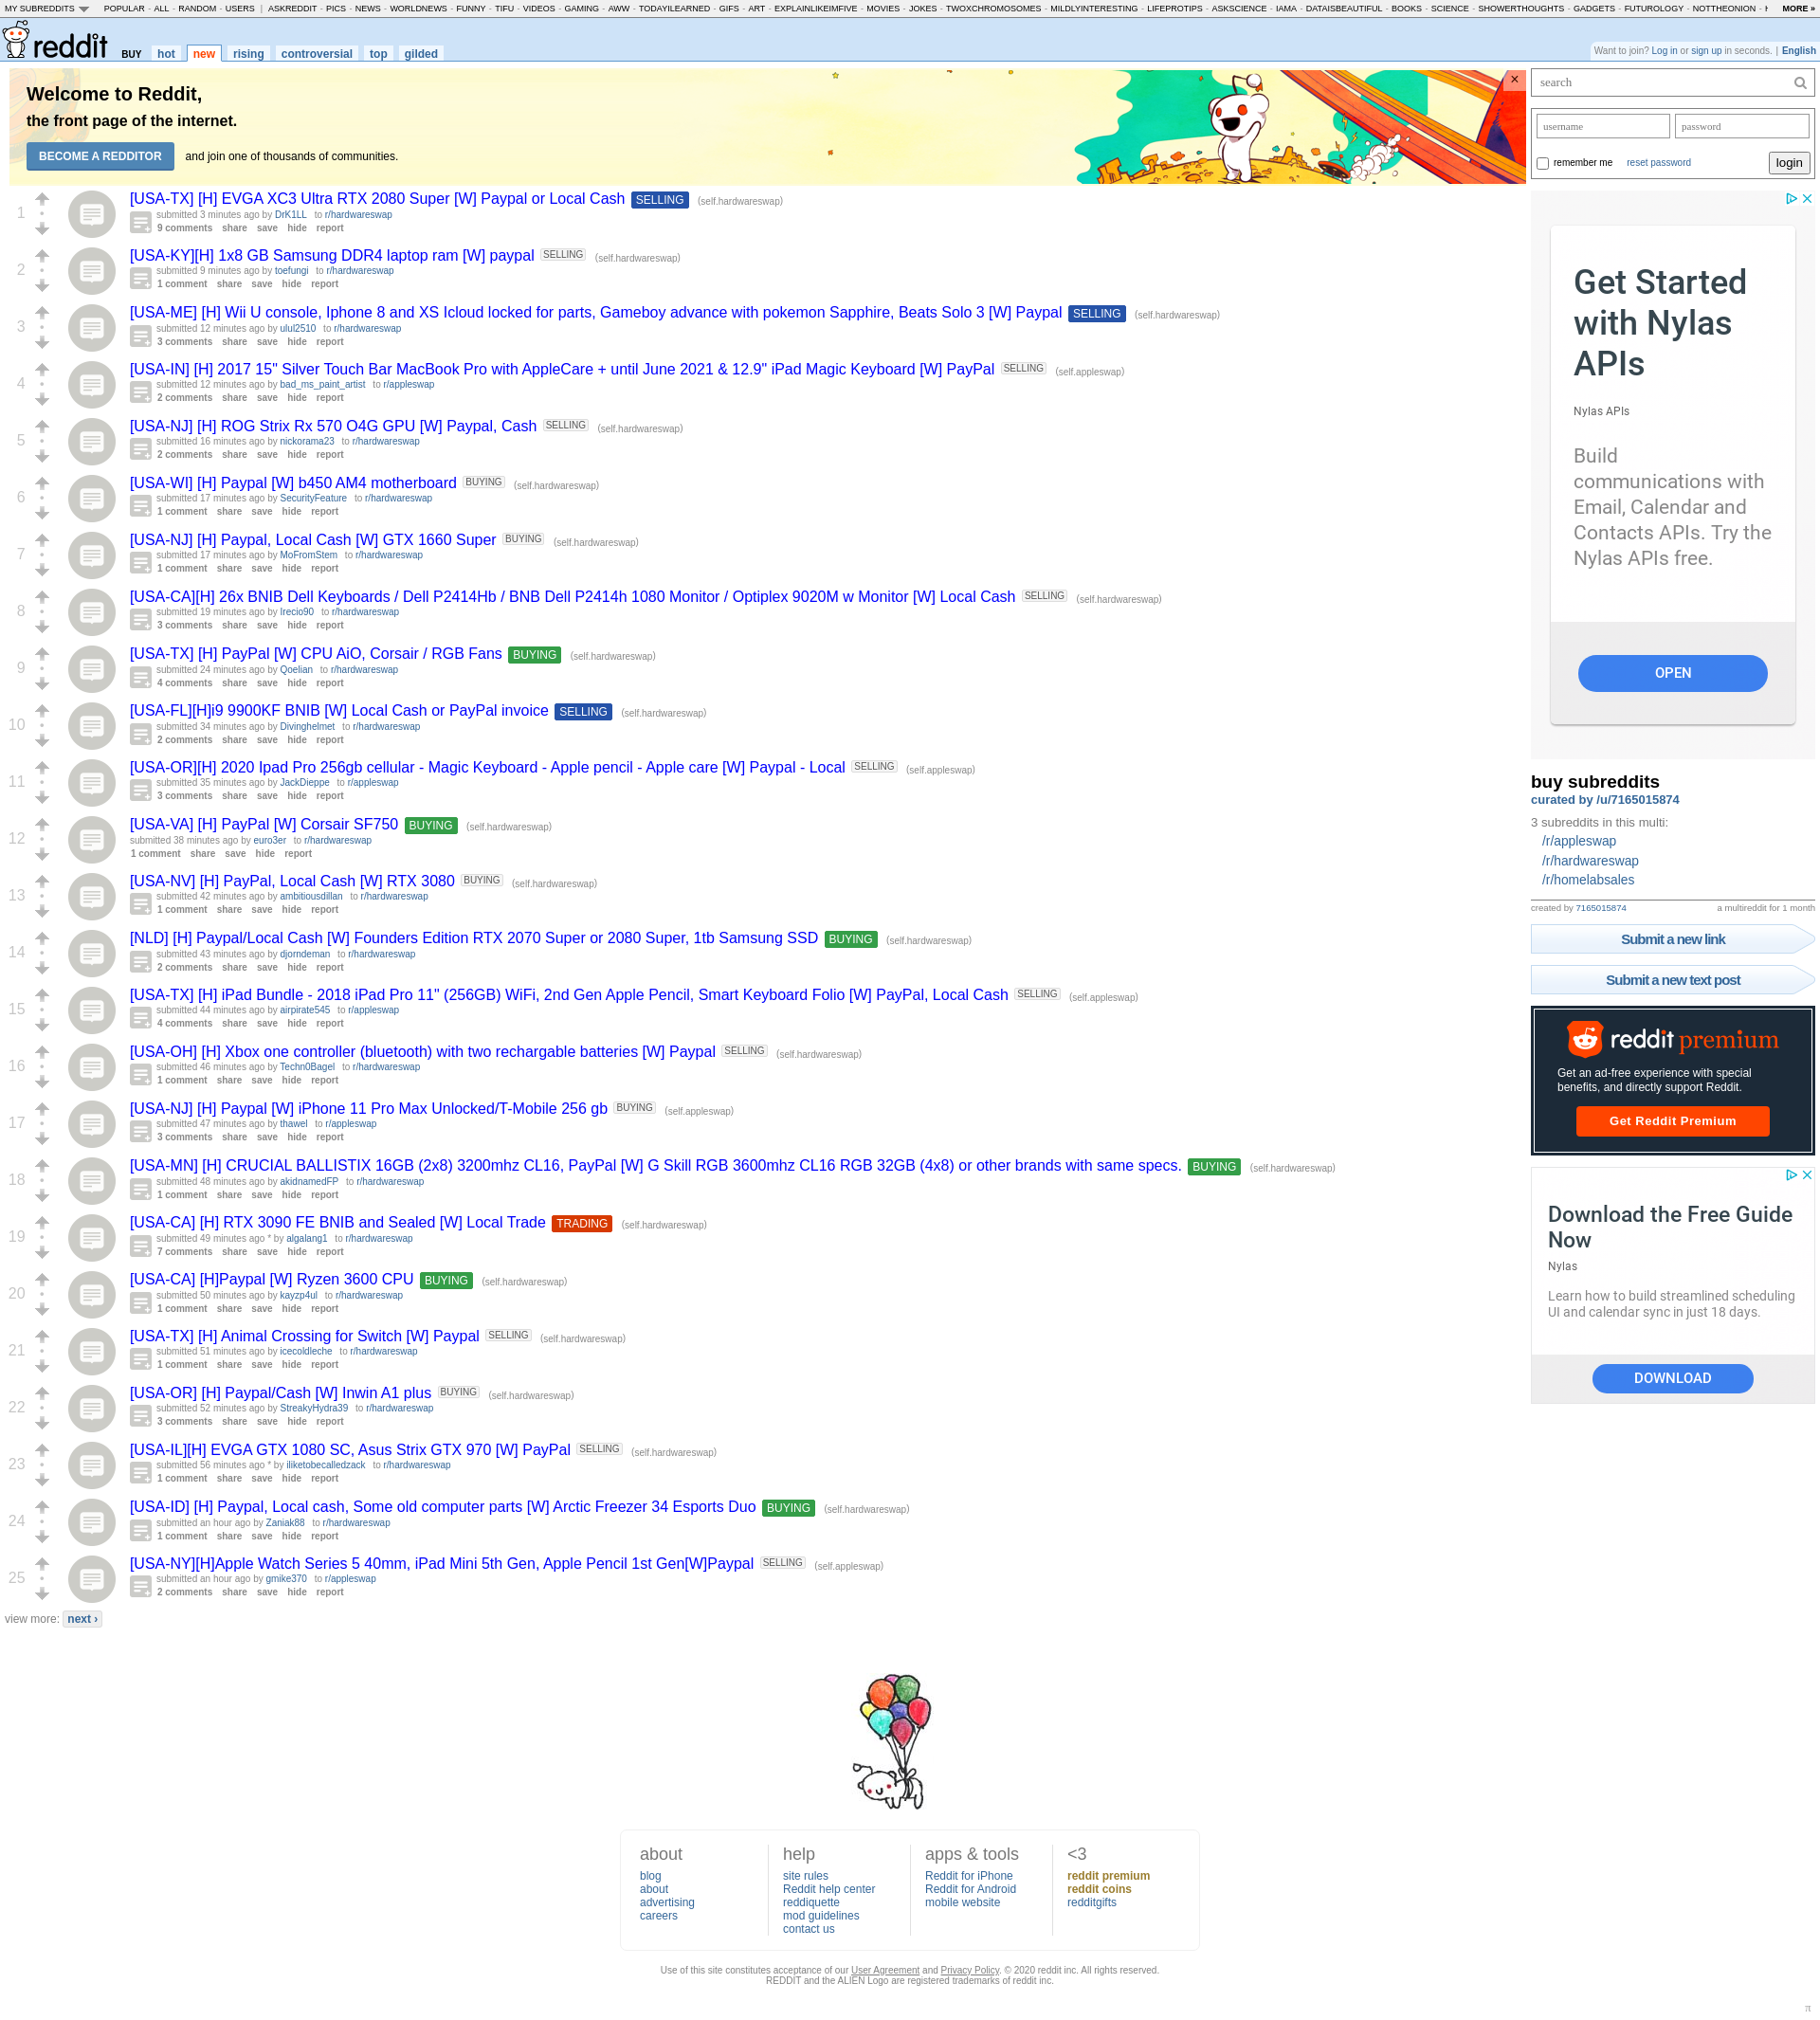 MY SUBREDDITS POPULAR - ALL - RANDOM - USERS | ASKREDDIT - PICS - NEWS - WORLDNEWS - FUNNY - TIFU - VIDEOS - GAMING - AWW - TODAYILEARNED - GIFS - ART - EXPLAINLIKEIMFIVE - MOVIES - JOKES - TWOXCHROMOSOMES - MILDLYINTERESTING - LIFEPROTIPS - ASKSCIENCE - IAMA - DATAISBEAUTIFUL - BOOKS - SCIENCE - SHOWERTHOUGHTS - GADGETS - FUTUROLOGY - NOTTHEONION - MORE »
reddit BUY hot new rising controversial top gilded
Want to join? Log in or sign up in seconds. | English
Welcome to Reddit,
the front page of the internet.
BECOME A REDDITOR and join one of thousands of communities.
×
search
username password
remember me reset password login
1 [USA-TX] [H] EVGA XC3 Ultra RTX 2080 Super [W] Paypal or Local Cash SELLING (self.hardwareswap)
submitted 3 minutes ago by DrK1LL to r/hardwareswap
9 comments share save hide report
2 [USA-KY][H] 1x8 GB Samsung DDR4 laptop ram [W] paypal SELLING (self.hardwareswap)
submitted 9 minutes ago by toefungi to r/hardwareswap
1 comment share save hide report
3 [USA-ME] [H] Wii U console, Iphone 8 and XS Icloud locked for parts, Gameboy advance with pokemon Sapphire, Beats Solo 3 [W] Paypal SELLING (self.hardwareswap)
submitted 12 minutes ago by ulul2510 to r/hardwareswap
3 comments share save hide report
4 [USA-IN] [H] 2017 15" Silver Touch Bar MacBook Pro with AppleCare + until June 2021 & 12.9" iPad Magic Keyboard [W] PayPal SELLING (self.appleswap)
submitted 12 minutes ago by bad_ms_paint_artist to r/appleswap
2 comments share save hide report
5 [USA-NJ] [H] ROG Strix Rx 570 O4G GPU [W] Paypal, Cash SELLING (self.hardwareswap)
submitted 16 minutes ago by nickorama23 to r/hardwareswap
2 comments share save hide report
6 [USA-WI] [H] Paypal [W] b450 AM4 motherboard BUYING (self.hardwareswap)
submitted 17 minutes ago by SecurityFeature to r/hardwareswap
1 comment share save hide report
7 [USA-NJ] [H] Paypal, Local Cash [W] GTX 1660 Super BUYING (self.hardwareswap)
submitted 17 minutes ago by MoFromStem to r/hardwareswap
1 comment share save hide report
8 [USA-CA][H] 26x BNIB Dell Keyboards / Dell P2414Hb / BNB Dell P2414h 1080 Monitor / Optiplex 9020M w Monitor [W] Local Cash SELLING (self.hardwareswap)
submitted 19 minutes ago by lrecio90 to r/hardwareswap
3 comments share save hide report
9 [USA-TX] [H] PayPal [W] CPU AiO, Corsair / RGB Fans BUYING (self.hardwareswap)
submitted 24 minutes ago by Qoelian to r/hardwareswap
4 comments share save hide report
10 [USA-FL][H]i9 9900KF BNIB [W] Local Cash or PayPal invoice SELLING (self.hardwareswap)
submitted 34 minutes ago by Divinghelmet to r/hardwareswap
2 comments share save hide report
11 [USA-OR][H] 2020 Ipad Pro 256gb cellular - Magic Keyboard - Apple pencil - Apple care [W] Paypal - Local SELLING (self.appleswap)
submitted 35 minutes ago by JackDieppe to r/appleswap
3 comments share save hide report
12 [USA-VA] [H] PayPal [W] Corsair SF750 BUYING (self.hardwareswap)
submitted 38 minutes ago by euro3er to r/hardwareswap
1 comment share save hide report
13 [USA-NV] [H] PayPal, Local Cash [W] RTX 3080 BUYING (self.hardwareswap)
submitted 42 minutes ago by ambitiousdillan to r/hardwareswap
1 comment share save hide report
14 [NLD] [H] Paypal/Local Cash [W] Founders Edition RTX 2070 Super or 2080 Super, 1tb Samsung SSD BUYING (self.hardwareswap)
submitted 43 minutes ago by djorndeman to r/hardwareswap
2 comments share save hide report
15 [USA-TX] [H] iPad Bundle - 2018 iPad Pro 11" (256GB) WiFi, 2nd Gen Apple Pencil, Smart Keyboard Folio [W] PayPal, Local Cash SELLING (self.appleswap)
submitted 44 minutes ago by airpirate545 to r/appleswap
4 comments share save hide report
16 [USA-OH] [H] Xbox one controller (bluetooth) with two rechargable batteries [W] Paypal SELLING (self.hardwareswap)
submitted 46 minutes ago by Techn0Bagel to r/hardwareswap
1 comment share save hide report
17 [USA-NJ] [H] Paypal [W] iPhone 11 Pro Max Unlocked/T-Mobile 256 gb BUYING (self.appleswap)
submitted 47 minutes ago by thawel to r/appleswap
3 comments share save hide report
18 [USA-MN] [H] CRUCIAL BALLISTIX 16GB (2x8) 3200mhz CL16, PayPal [W] G Skill RGB 3600mhz CL16 RGB 32GB (4x8) or other brands with same specs. BUYING (self.hardwareswap)
submitted 48 minutes ago by akidnamedFP to r/hardwareswap
1 comment share save hide report
19 [USA-CA] [H] RTX 3090 FE BNIB and Sealed [W] Local Trade TRADING (self.hardwareswap)
submitted 49 minutes ago * by algalang1 to r/hardwareswap
7 comments share save hide report
20 [USA-CA] [H]Paypal [W] Ryzen 3600 CPU BUYING (self.hardwareswap)
submitted 50 minutes ago by kayzp4ul to r/hardwareswap
1 comment share save hide report
21 [USA-TX] [H] Animal Crossing for Switch [W] Paypal SELLING (self.hardwareswap)
submitted 51 minutes ago by icecoldleche to r/hardwareswap
1 comment share save hide report
22 [USA-OR] [H] Paypal/Cash [W] Inwin A1 plus BUYING (self.hardwareswap)
submitted 52 minutes ago by StreakyHydra39 to r/hardwareswap
3 comments share save hide report
23 [USA-IL][H] EVGA GTX 1080 SC, Asus Strix GTX 970 [W] PayPal SELLING (self.hardwareswap)
submitted 56 minutes ago * by iliketobecalledzack to r/hardwareswap
1 comment share save hide report
24 [USA-ID] [H] Paypal, Local cash, Some old computer parts [W] Arctic Freezer 34 Esports Duo BUYING (self.hardwareswap)
submitted an hour ago by Zaniak88 to r/hardwareswap
1 comment share save hide report
25 [USA-NY][H]Apple Watch Series 5 40mm, iPad Mini 5th Gen, Apple Pencil 1st Gen[W]Paypal SELLING (self.appleswap)
submitted an hour ago by gmike370 to r/appleswap
2 comments share save hide report
view more: next ›
Get Started
with Nylas
APIs
Nylas APIs
Build
communications with
Email, Calendar and
Contacts APIs. Try the
Nylas APIs free.
OPEN
buy subreddits
curated by /u/7165015874
3 subreddits in this multi:
/r/appleswap
/r/hardwareswap
/r/homelabsales
created by 7165015874 a multireddit for 1 month
Submit a new link
Submit a new text post
reddit premium
Get an ad-free experience with special
benefits, and directly support Reddit.
Get Reddit Premium
Download the Free Guide
Now
Nylas
Learn how to build streamlined scheduling
UI and calendar sync in just 18 days.
DOWNLOAD
about
blog
about
advertising
careers
help
site rules
Reddit help center
reddiquette
mod guidelines
contact us
apps & tools
Reddit for iPhone
Reddit for Android
mobile website
<3
reddit premium
reddit coins
redditgifts
Use of this site constitutes acceptance of our User Agreement and Privacy Policy. © 2020 reddit inc. All rights reserved.
REDDIT and the ALIEN Logo are registered trademarks of reddit inc.
π